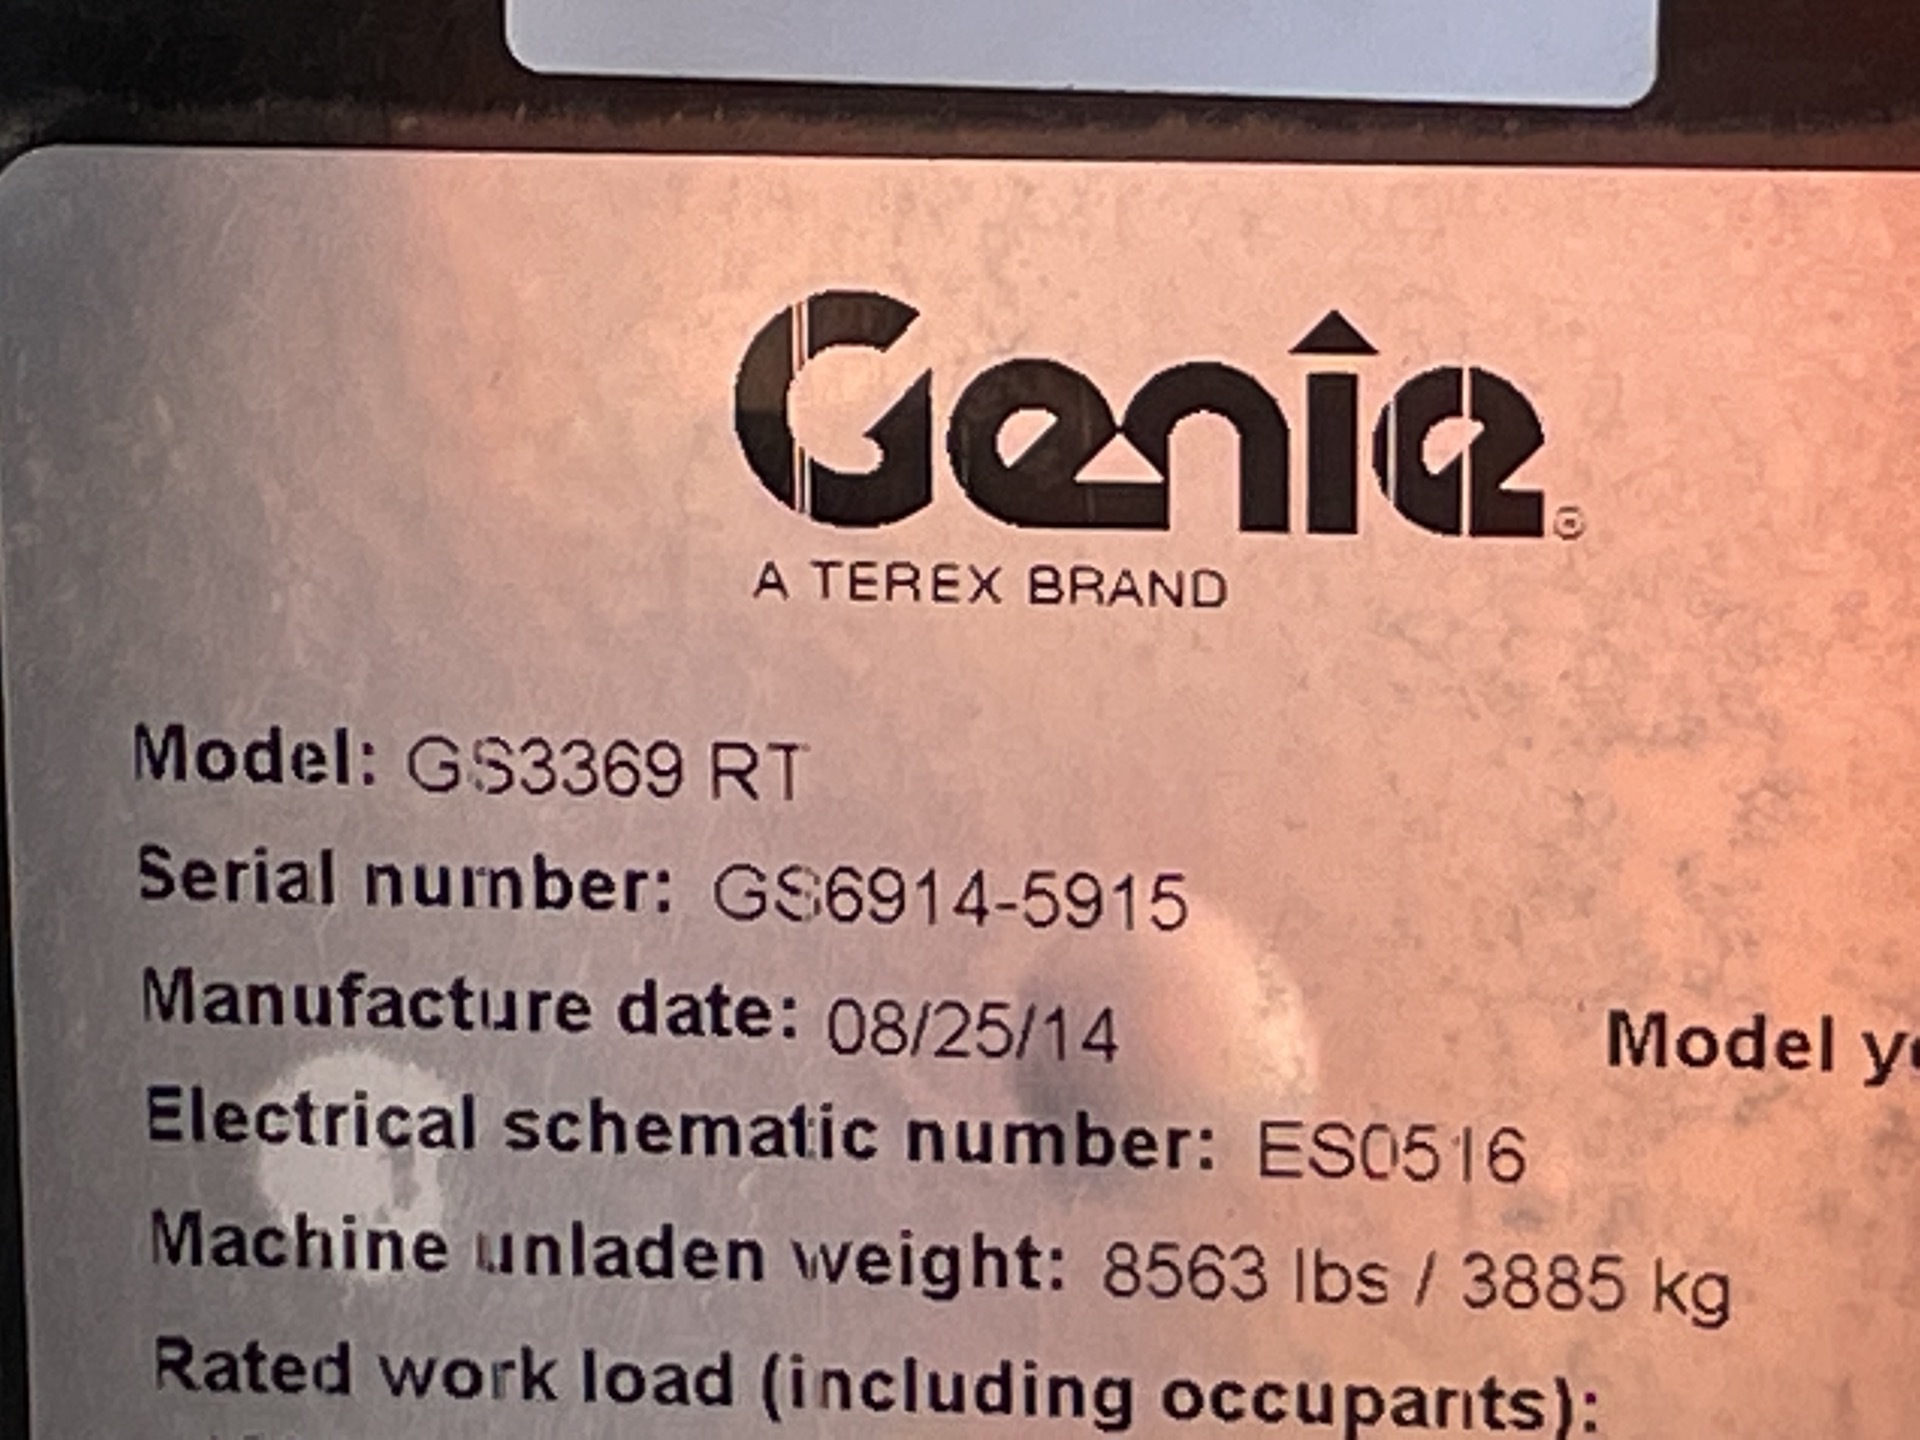 Genie®
A TEREX BRAND
Model: GS3369 RT
Serial number: GS6914-5915
Manufacture date: 08/25/14 Model
Electrical schematic number: ES0516
Machine unladen weight: 8563 lbs / 3885 kg
Rated work load (including occupants):